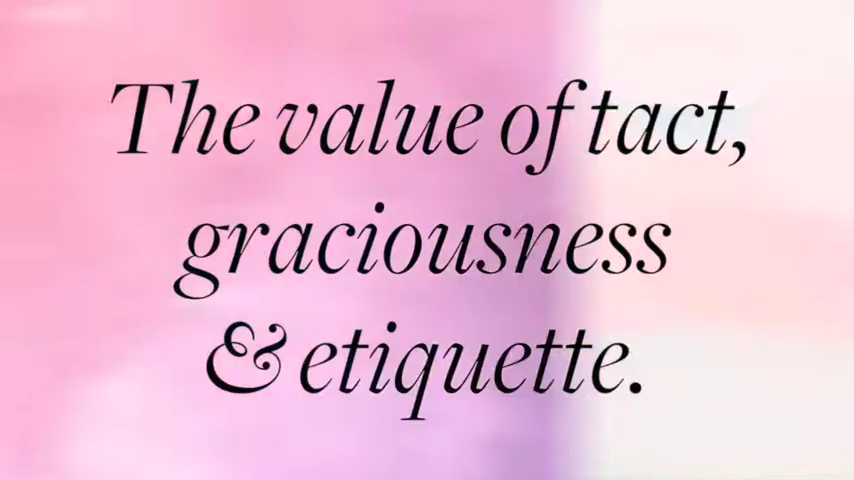 The value of tact,
graciousness
& etiquette.